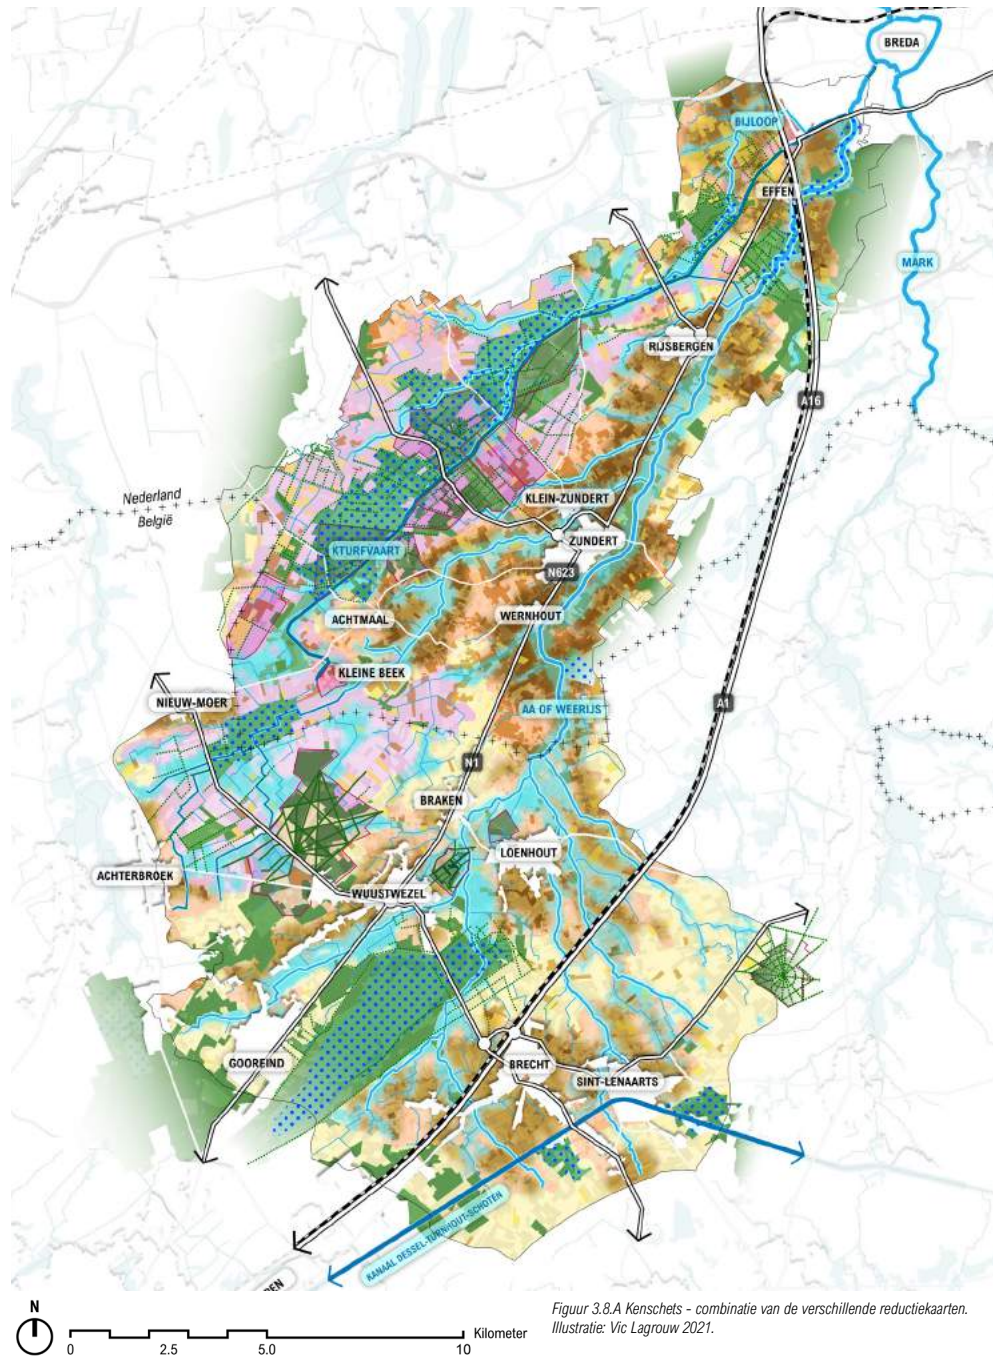 BREDA
BIJLOOP
EFFEN
MARK
RIJSBERGEN
A16
Nederland
België
KLEIN-ZUNDERT
ZUNDERT
KTURFVAART
N623
ACHTMAAL
WERNHOUT
KLEINE BEEK
NIEUW-MOER
AA OF WEERIJS
A1
N1
BRAKEN
LOENHOUT
ACHTERBROEK
WUUSTWEZEL
GOOREIND
BRECHT
SINT-LENAARTS
KANAAL DESSEL-TURNHOUT-SCHOTEN
N
0 2.5 5.0 10 Kilometer
Figuur 3.8.A Kenschets - combinatie van de verschillende reductiekaarten.
Illustratie: Vic Lagrouw 2021.